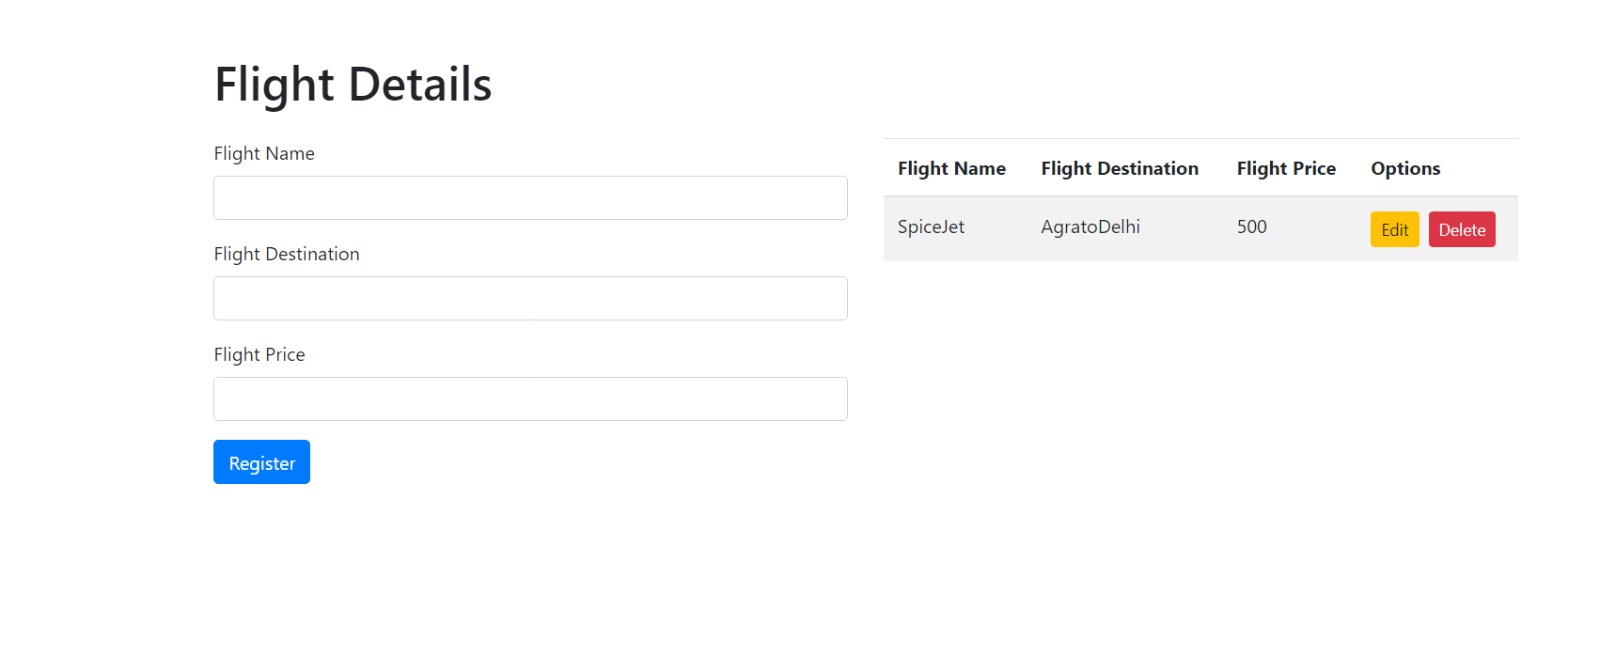 Flight Details
Flight Name
Flight Destination
Flight Price
Register
Flight Name Flight Destination Flight Price Options
SpiceJet AgratoDelhi 500 Edit Delete